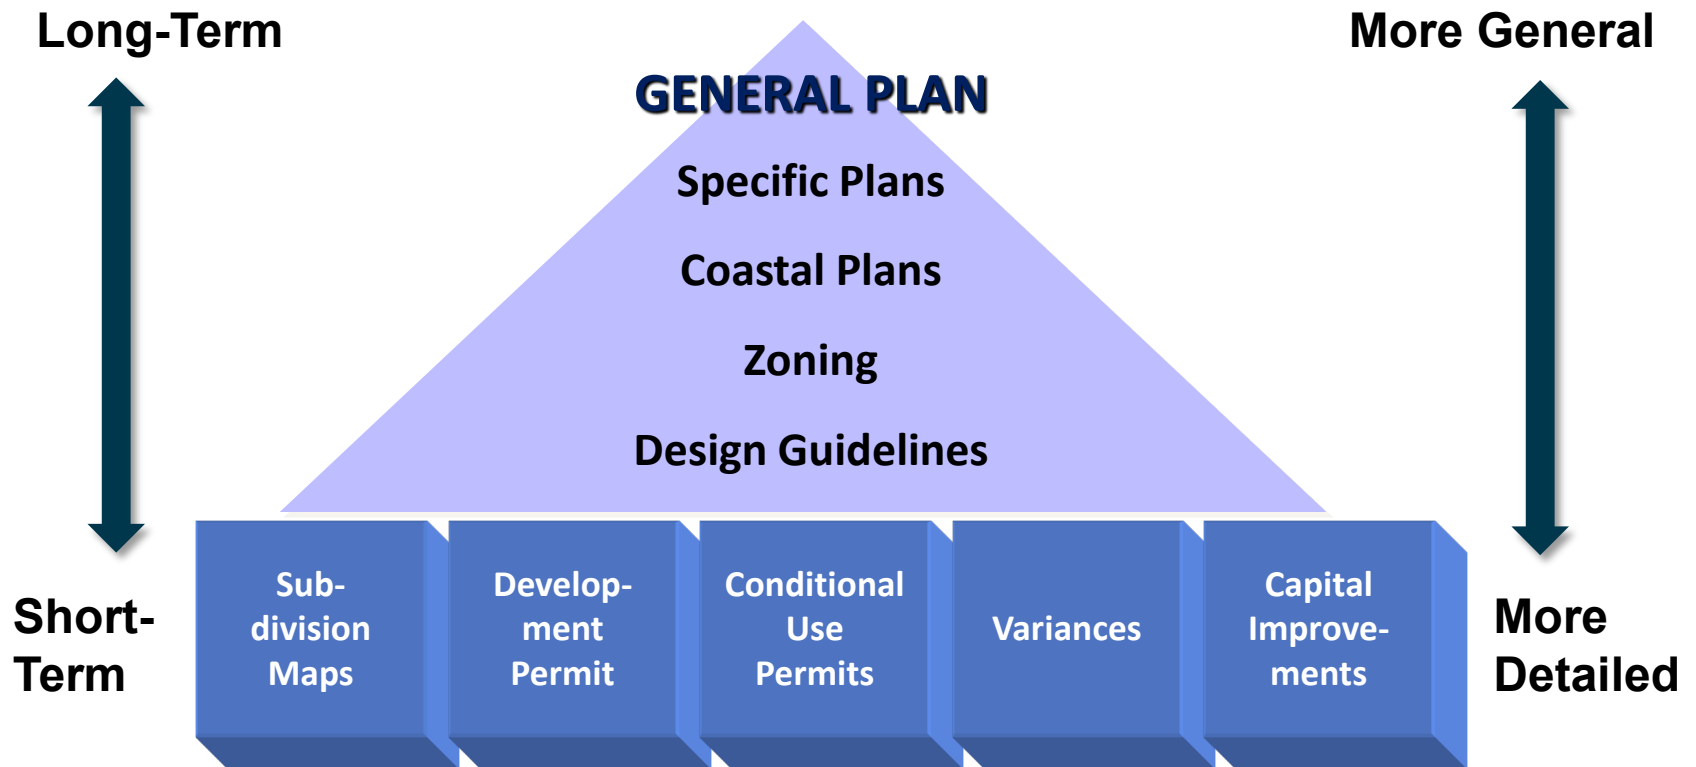 Long-Term
More General
GENERAL PLAN
Specific Plans
Coastal Plans
Zoning
Design Guidelines
Short-
Term
Sub-
division
Maps
Develop-
ment
Permit
Conditional
Use
Permits
Variances
Capital
Improve-
ments
More
Detailed